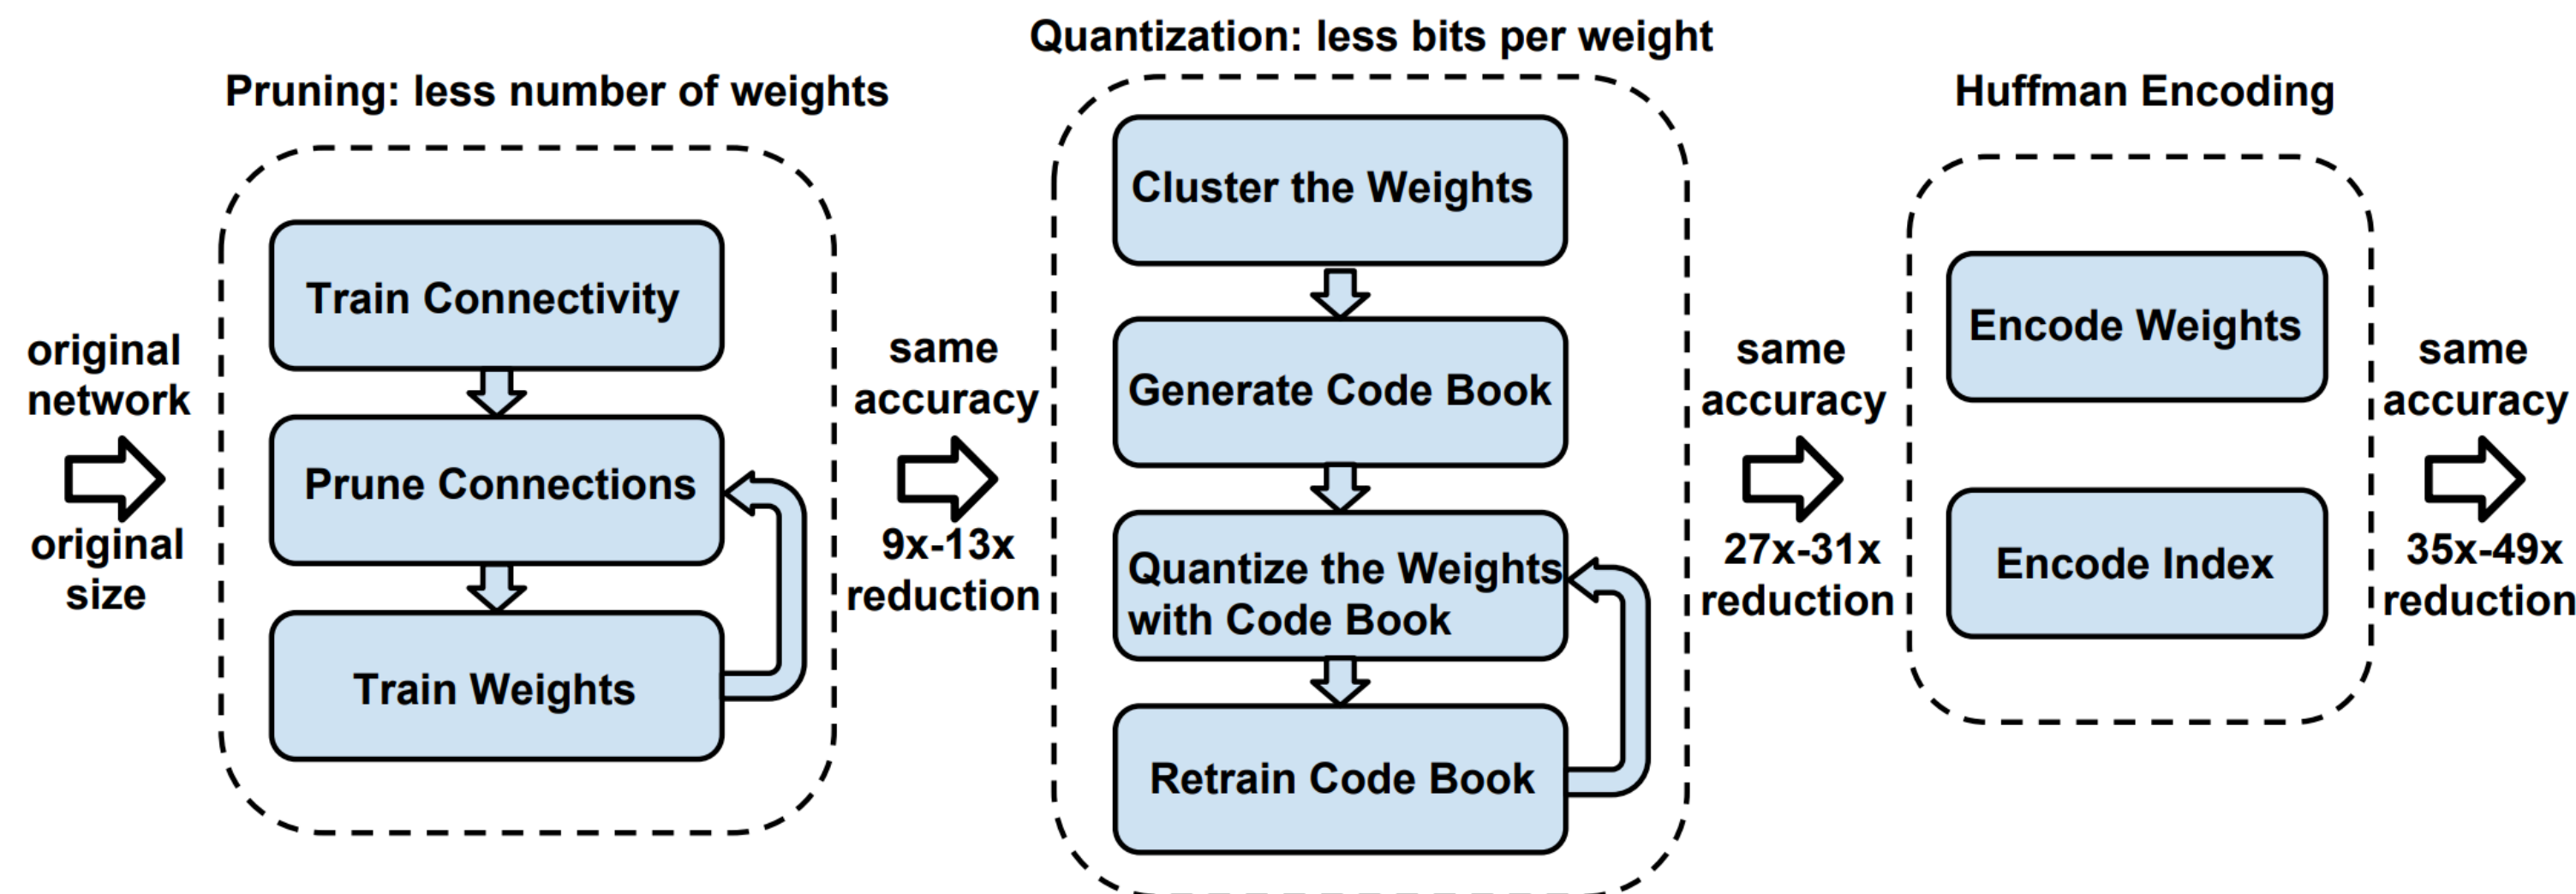 original
network
original
size
Pruning: less number of weights
Train Connectivity
Prune Connections
Train Weights
same
accuracy
9x-13x
reduction
Quantization: less bits per weight
Cluster the Weights
Generate Code Book
Quantize the Weights
with Code Book
Retrain Code Book
same
accuracy
27x-31x
reduction
Huffman Encoding
Encode Weights
Encode Index
same
accuracy
35x-49x
reduction